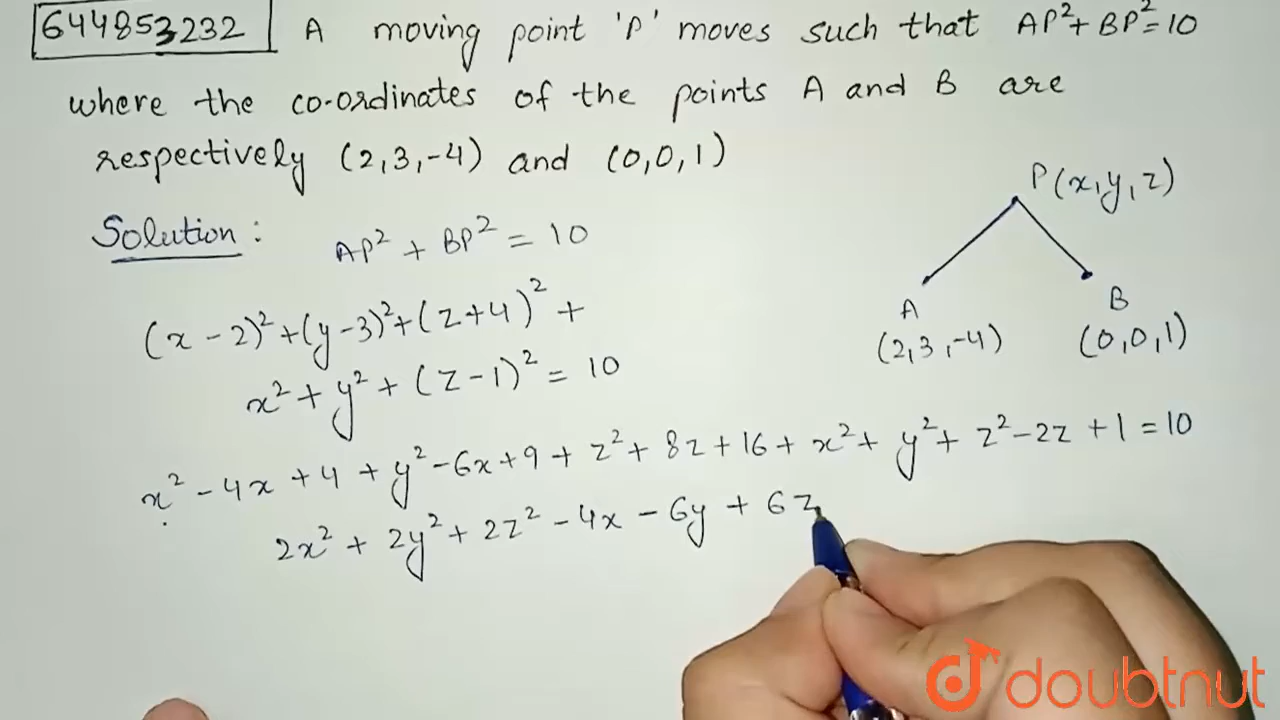 644853232 A moving point 'P' moves such that AP²+BP²=10
where the co-ordinates of the points A and B are
respectively (2,3,-4) and (0,0,1)
P(x,y,z)
Solution: AP² + BP² = 10
A
B
(x-2)²+(y-3)²+(z+4)²+
(2,3,-4)
(0,0,1)
x²+y²+(z-1)²=10
x²-4x+4+y²-6x+9+z²+8z+16+x²+y²+z²-2z+1=10
2x²+2y²+2z²-4x-6y+6z
doubtnut